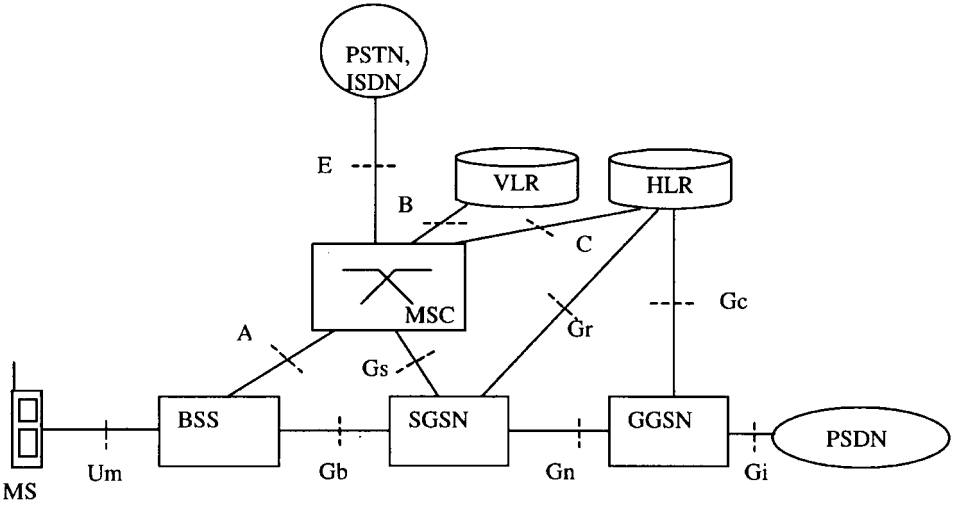 PSTN,
ISDN
E
VLR
HLR
B
C
MSC
Gr
Gc
A
Gs
BSS
SGSN
GGSN
PSDN
Um
Gb
Gn
Gi
MS